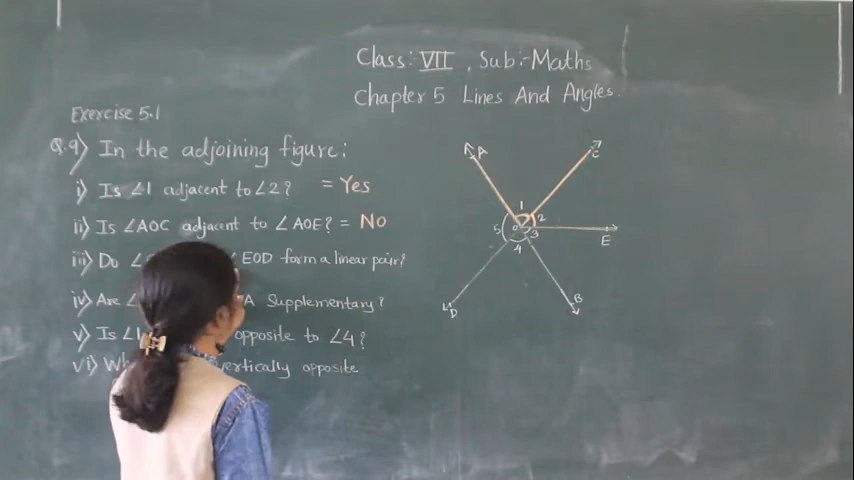 Class:- VII , Sub:- Maths
Chapter 5 Lines And Angles.
Exercise 5.1
Q.9) In the adjoining figure:
i) Is ∠1 adjacent to ∠2? = Yes
ii) Is ∠AOC adjacent to ∠AOE? = No
iii) Do ∠ ∠EOD form a linear pair?
iv) Are ∠ A Supplementary?
v) Is ∠1 opposite to ∠4?
vi) vertically opposite
A
C
1
2
5
O
3
E
4
B
D